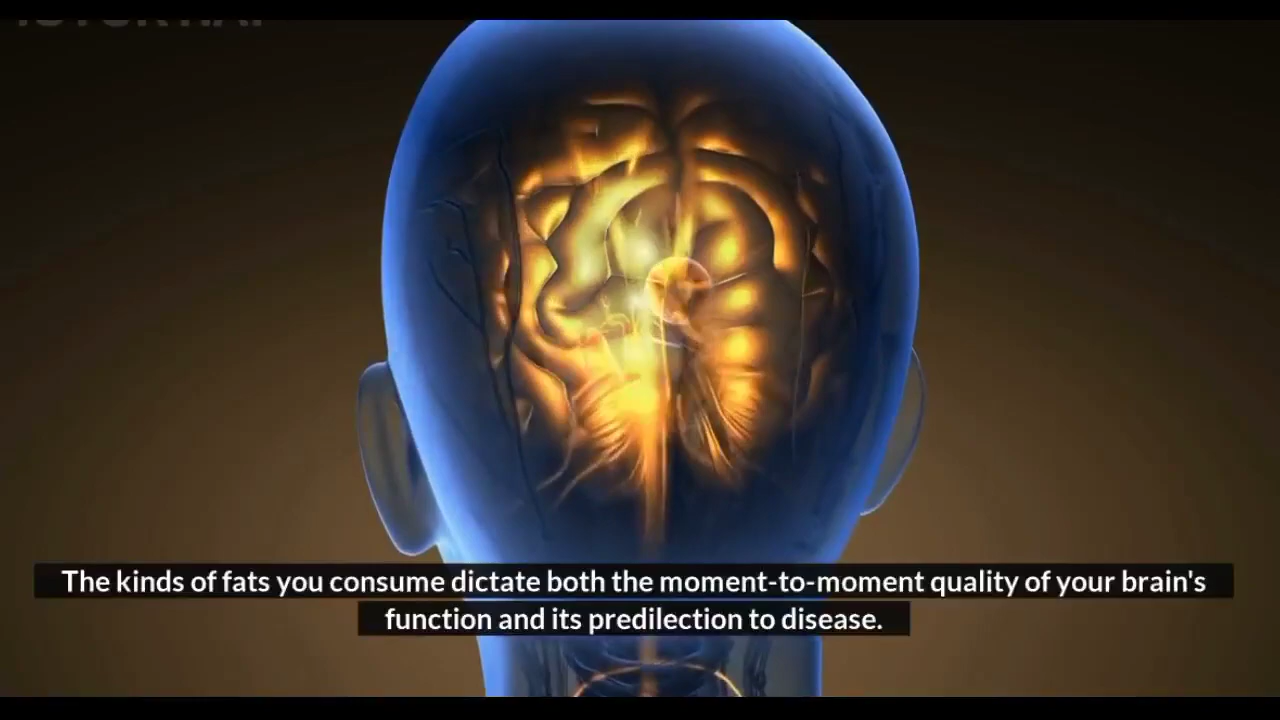 The kinds of fats you consume dictate both the moment-to-moment quality of your brain's
function and its predilection to disease.